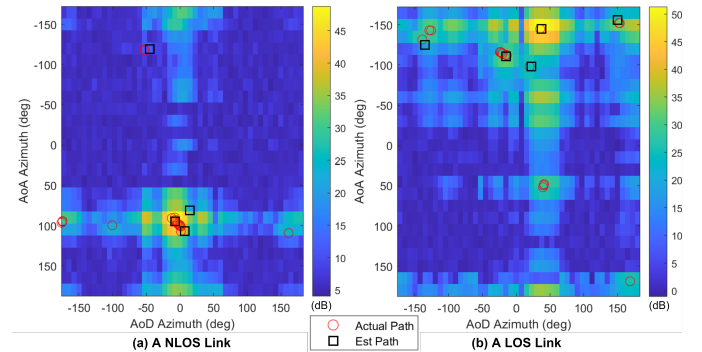 -150
-100
-50
0
50
100
150
AoA Azimuth (deg)
-150 -100 -50 0 50 100 150
AoD Azimuth (deg)
45
40
35
30
25
20
15
10
5
(dB)
(a) A NLOS Link
-150
-100
-50
0
50
100
150
AoA Azimuth (deg)
-150 -100 -50 0 50 100 150
AoD Azimuth (deg)
50
45
40
35
30
25
20
15
10
5
0
(dB)
(b) A LOS Link
Actual Path
Est Path